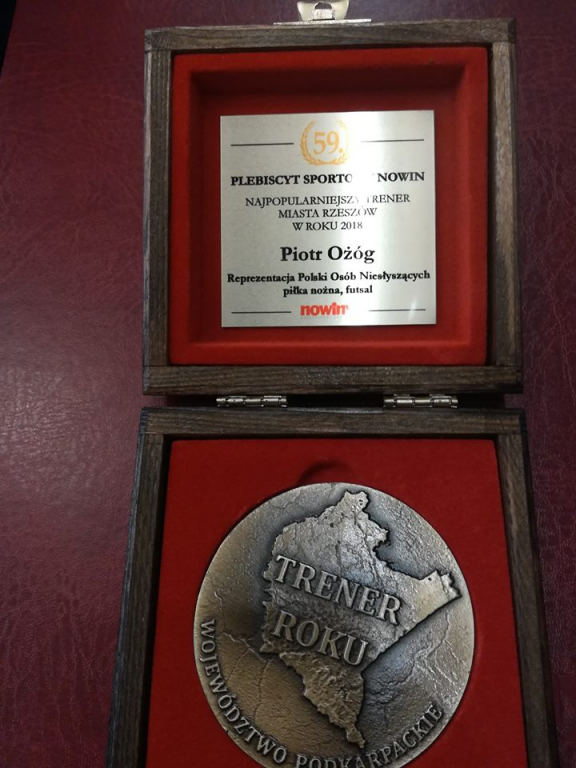 59.
PLEBISCYT SPORTOWY NOWIN
NAJPOPULARNIEJSZY TRENER
MIASTA RZESZÓW
W ROKU 2018
Piotr Ożóg
Reprezentacja Polski Osób Niesłyszących
piłka nożna, futsal
nowiny
TRENER
ROKU
WOJEWÓDZTWO PODKARPACKIE